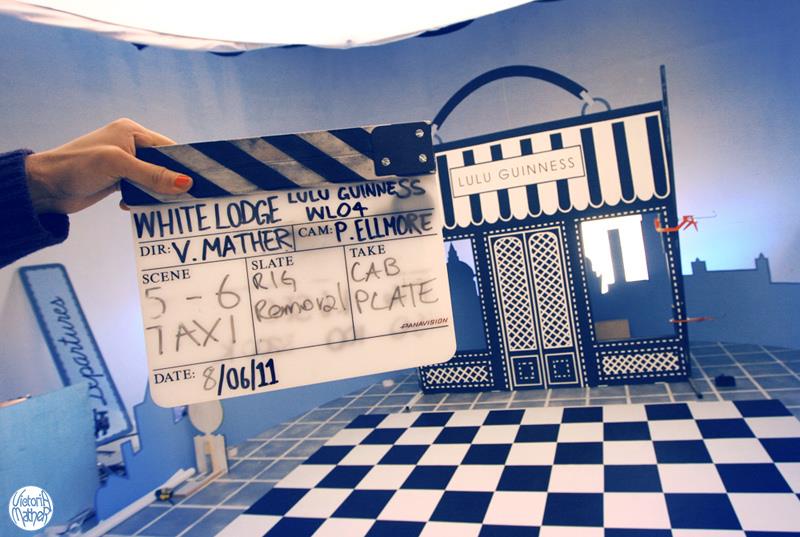 LULU GUINNESS
WHITE LODGE LULU GUINNESS
WL04
DIR: V. MATHER CAM: P. ELLMORE
SCENE SLATE TAKE
5-6 RIG CAB
TAXI Removal PLATE
PANAVISION
DATE: 8/06/11
Departures
Victoria
Mather